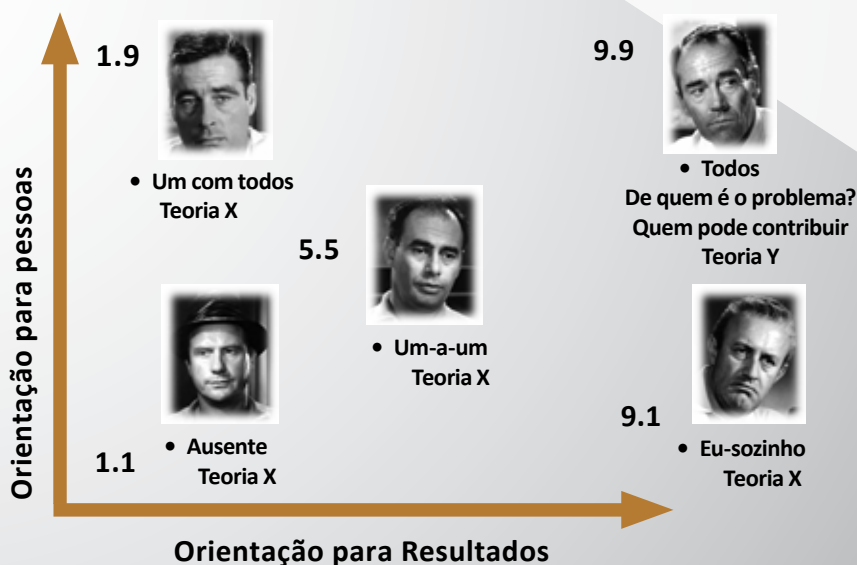 1.9
• Um com todos
Teoria X
9.9
• Todos
De quem é o problema?
Quem pode contribuir
Teoria Y
5.5
• Um-a-um
Teoria X
1.1
• Ausente
Teoria X
9.1
• Eu-sozinho
Teoria X
Orientação para pessoas
Orientação para Resultados